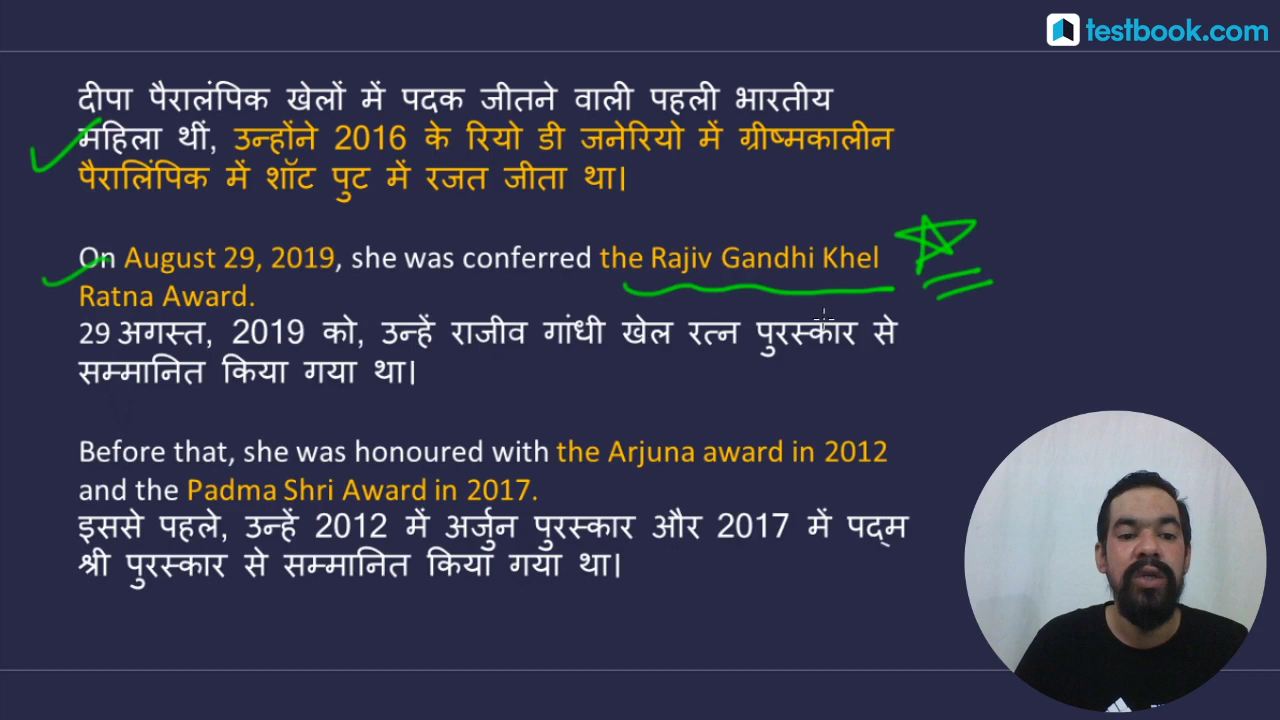 testbook.com
दीपा पैरालंपिक खेलों में पदक जीतने वाली पहली भारतीय
महिला थीं, उन्होंने 2016 के रियो डी जनेरियो में ग्रीष्मकालीन
पैरालिंपिक में शॉट पुट में रजत जीता था।
On August 29, 2019, she was conferred the Rajiv Gandhi Khel
Ratna Award.
29 अगस्त, 2019 को, उन्हें राजीव गांधी खेल रत्न पुरस्कार से
सम्मानित किया गया था।
Before that, she was honoured with the Arjuna award in 2012
and the Padma Shri Award in 2017.
इससे पहले, उन्हें 2012 में अर्जुन पुरस्कार और 2017 में पद्म
श्री पुरस्कार से सम्मानित किया गया था।